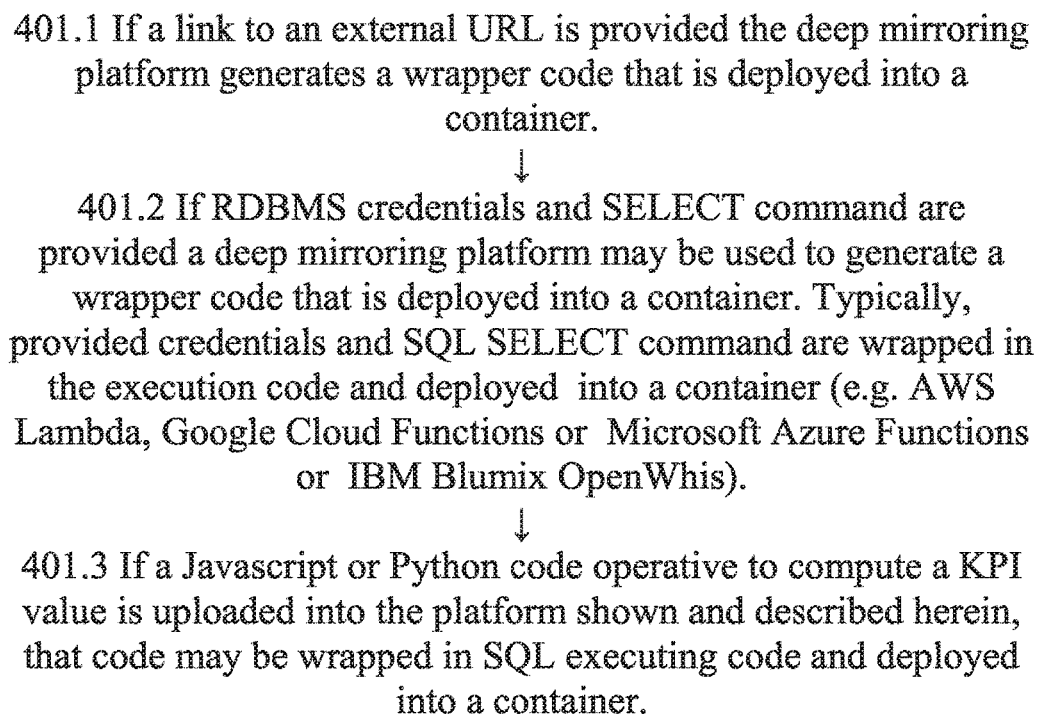 401.1 If a link to an external URL is provided the deep mirroring
platform generates a wrapper code that is deployed into a
container.
↓
401.2 If RDBMS credentials and SELECT command are
provided a deep mirroring platform may be used to generate a
wrapper code that is deployed into a container. Typically,
provided credentials and SQL SELECT command are wrapped in
the execution code and deployed  into a container (e.g. AWS
Lambda, Google Cloud Functions or  Microsoft Azure Functions
or  IBM Blumix OpenWhis).
↓
401.3 If a Javascript or Python code operative to compute a KPI
value is uploaded into the platform shown and described herein,
that code may be wrapped in SQL executing code and deployed
into a container.